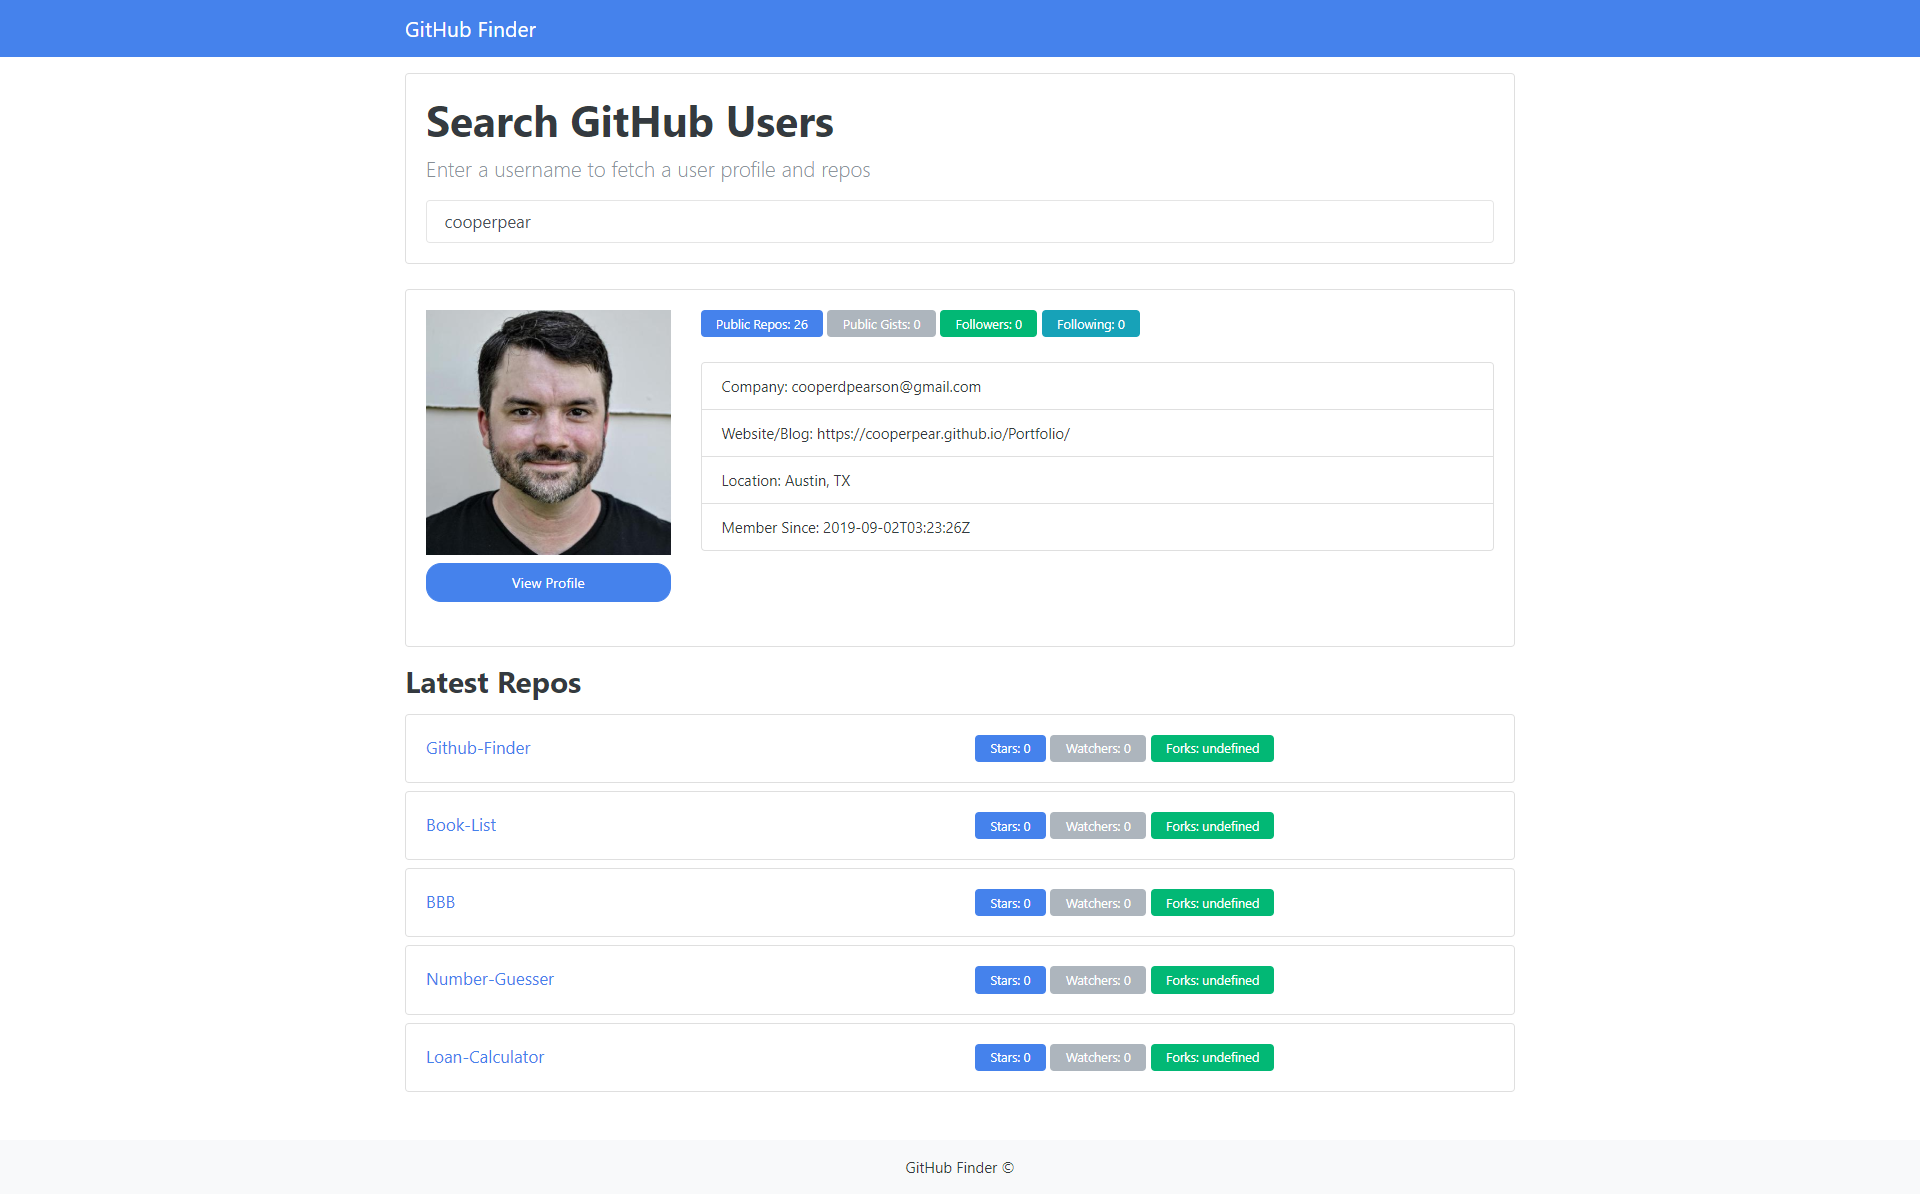 GitHub Finder
Search GitHub Users
Enter a username to fetch a user profile and repos
cooperpear
Public Repos: 26 Public Gists: 0 Followers: 0 Following: 0
Company: cooperdpearson@gmail.com
Website/Blog: https://cooperpear.github.io/Portfolio/
Location: Austin, TX
Member Since: 2019-09-02T03:23:26Z
View Profile
Latest Repos
Github-Finder Stars: 0 Watchers: 0 Forks: undefined
Book-List Stars: 0 Watchers: 0 Forks: undefined
BBB Stars: 0 Watchers: 0 Forks: undefined
Number-Guesser Stars: 0 Watchers: 0 Forks: undefined
Loan-Calculator Stars: 0 Watchers: 0 Forks: undefined
GitHub Finder ©